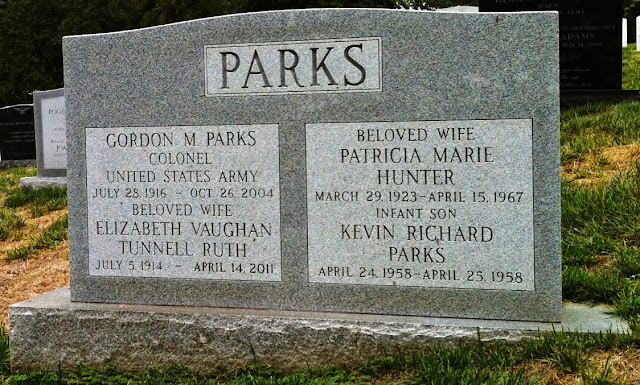 PARKS
GORDON M. PARKS
COLONEL
UNITED STATES ARMY
JULY 28, 1916 - OCT 26, 2004
BELOVED WIFE
ELIZABETH VAUGHAN
TUNNELL RUTH
JULY 5, 1914 - APRIL 14, 2011
BELOVED WIFE
PATRICIA MARIE
HUNTER
MARCH 29, 1923 - APRIL 15, 1967
INFANT SON
KEVIN RICHARD
PARKS
APRIL 24, 1958 - APRIL 25, 1958
ADAMS